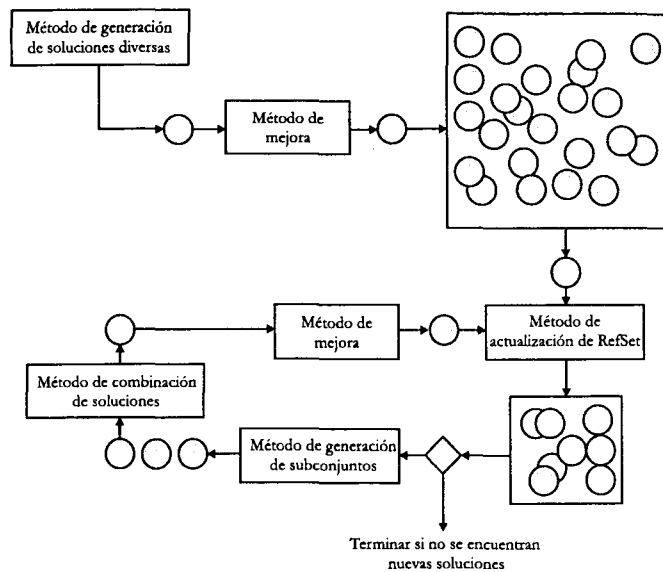 Método de generación
de soluciones diversas
Método de
mejora
Método de
mejora
Método de
actualización de RefSet
Método de combinación
de soluciones
Método de generación
de subconjuntos
Terminar si no se encuentran
nuevas soluciones